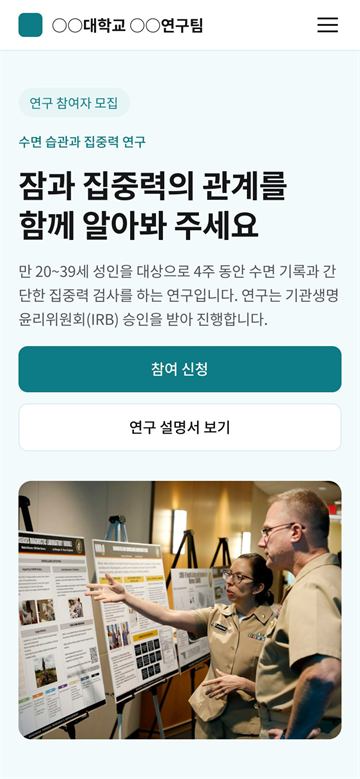 ○○대학교 ○○연구팀
연구 참여자 모집
수면 습관과 집중력 연구
잠과 집중력의 관계를
함께 알아봐 주세요
만 20~39세 성인을 대상으로 4주 동안 수면 기록과 간
단한 집중력 검사를 하는 연구입니다. 연구는 기관생명
윤리위원회(IRB) 승인을 받아 진행합니다.
참여 신청
연구 설명서 보기